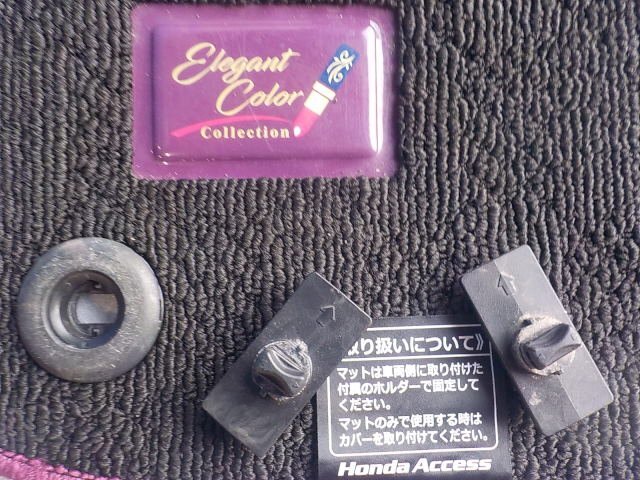 Elegant
Color
Collection
り扱いについて》
マットは車両側に取り付けた
付属のホルダーで固定して
ください。
マットのみで使用する時は
カバーを取り付けてください。
Honda Access